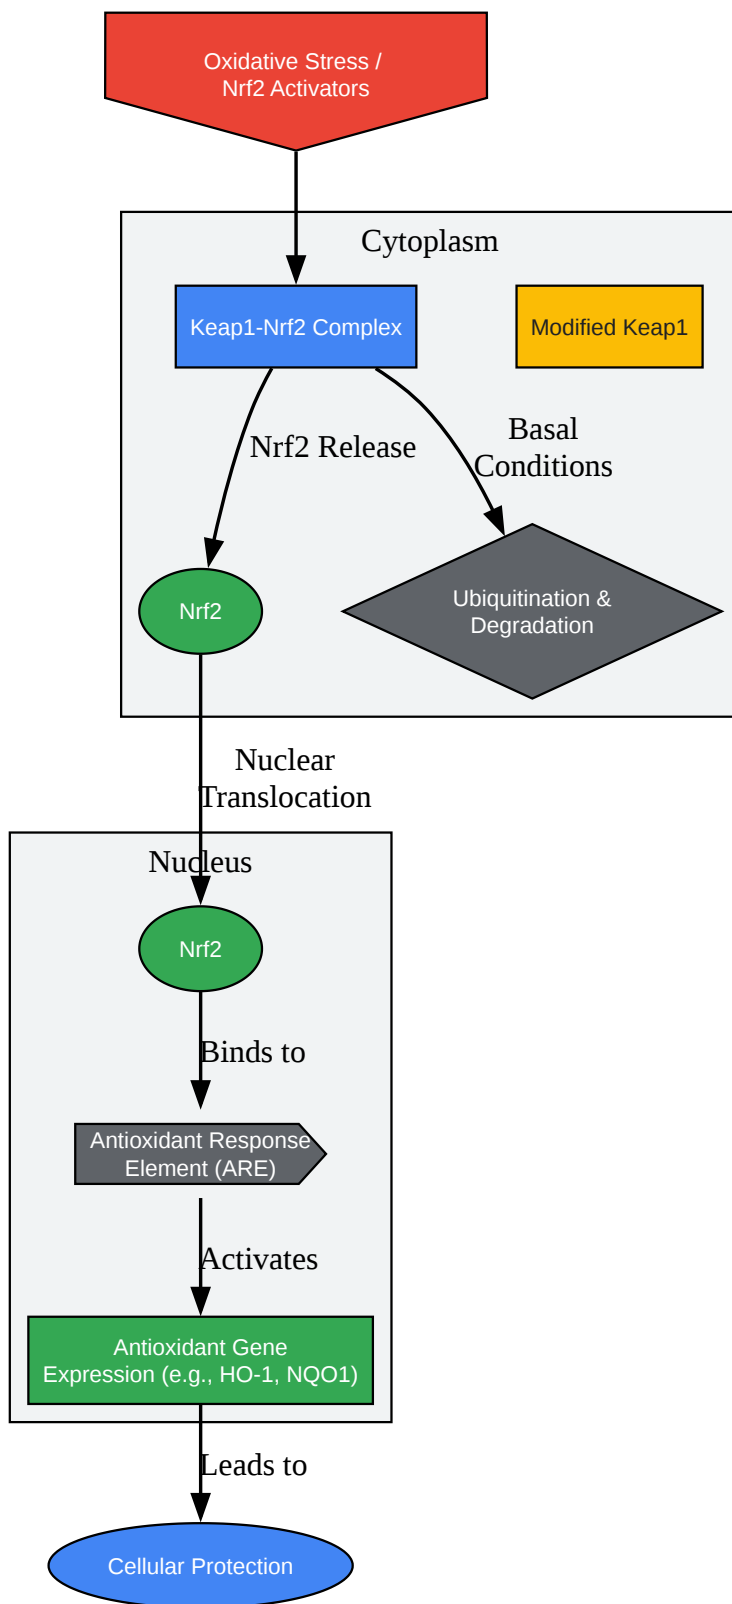 Oxidative Stress /
Nrf2 Activators
Cytoplasm
Keap1-Nrf2 Complex
Modified Keap1
Nrf2 Release
Basal
Conditions
Nrf2
Ubiquitination &
Degradation
Nuclear
Translocation
Nucleus
Nrf2
Binds to
Antioxidant Response
Element (ARE)
Activates
Antioxidant Gene
Expression (e.g., HO-1, NQO1)
Leads to
Cellular Protection